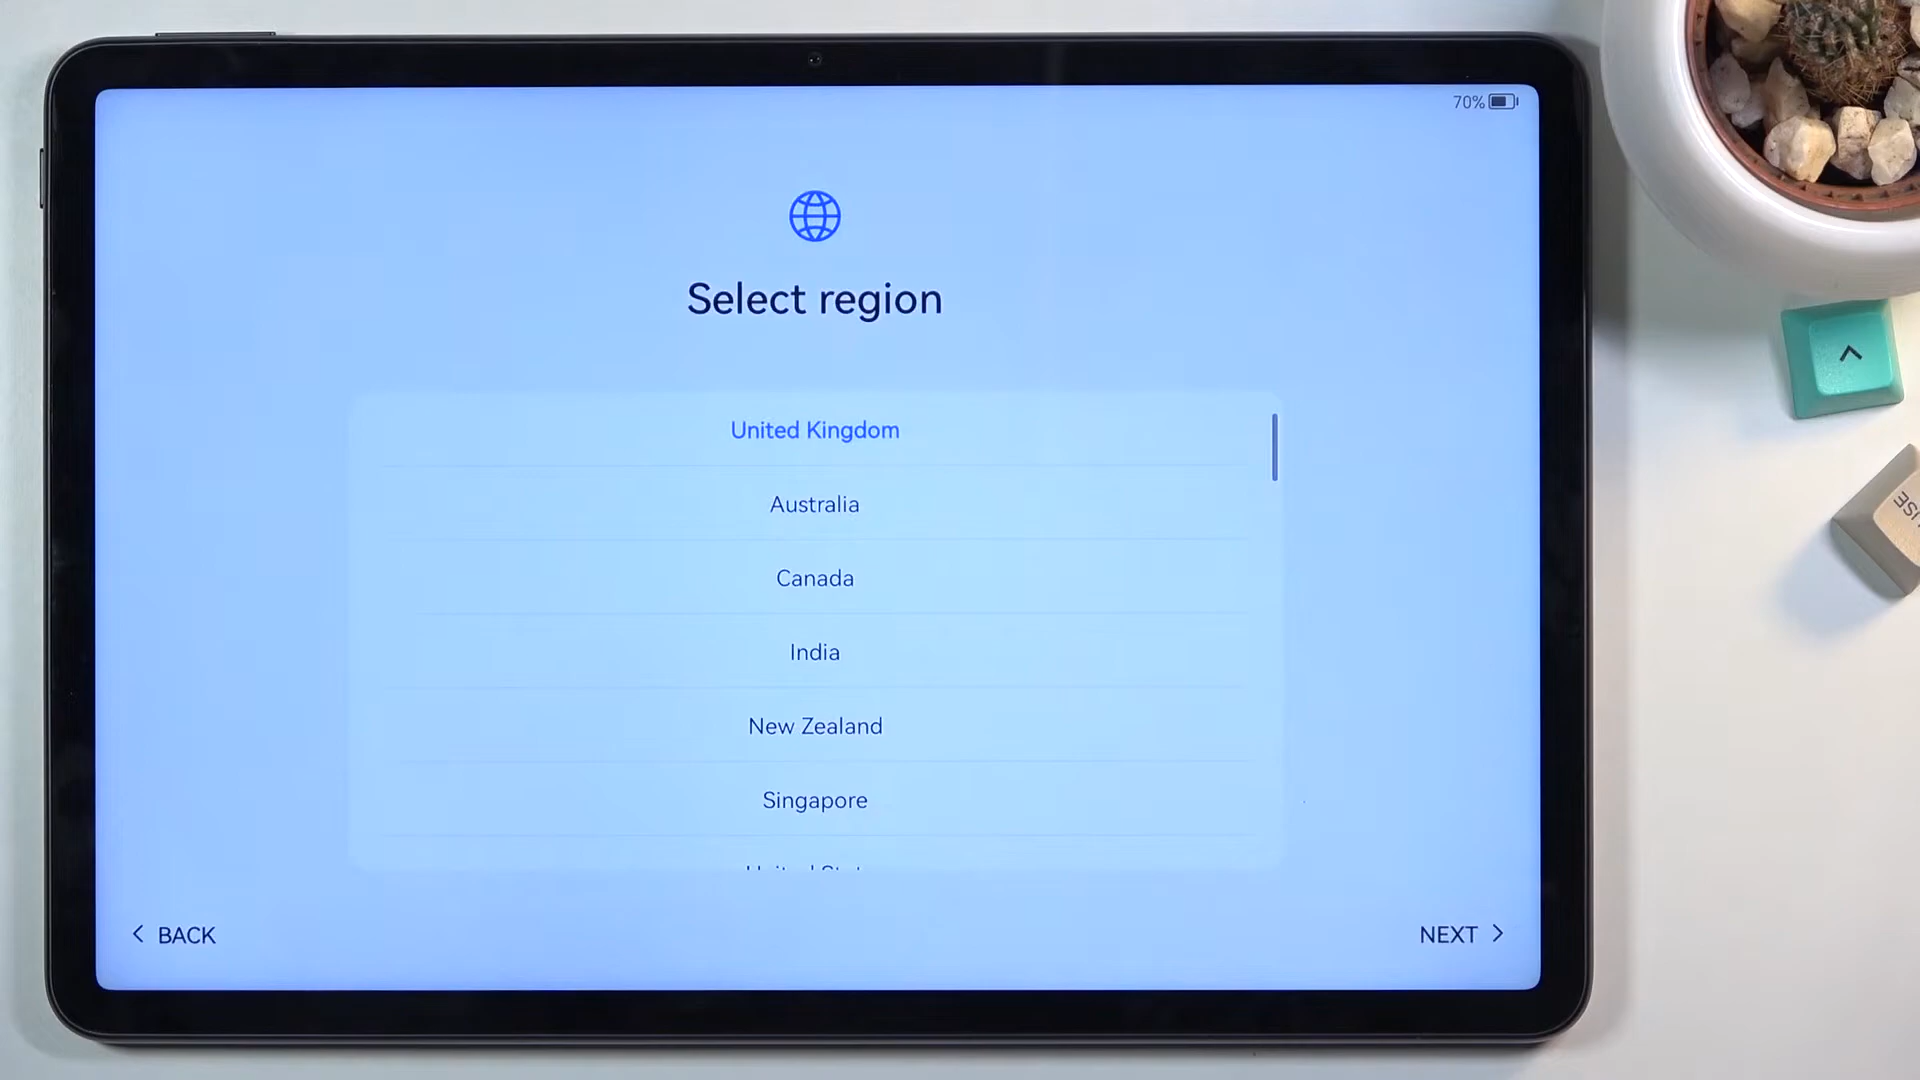 70%
Select region
United Kingdom
Australia
Canada
India
New Zealand
Singapore
BACK
NEXT